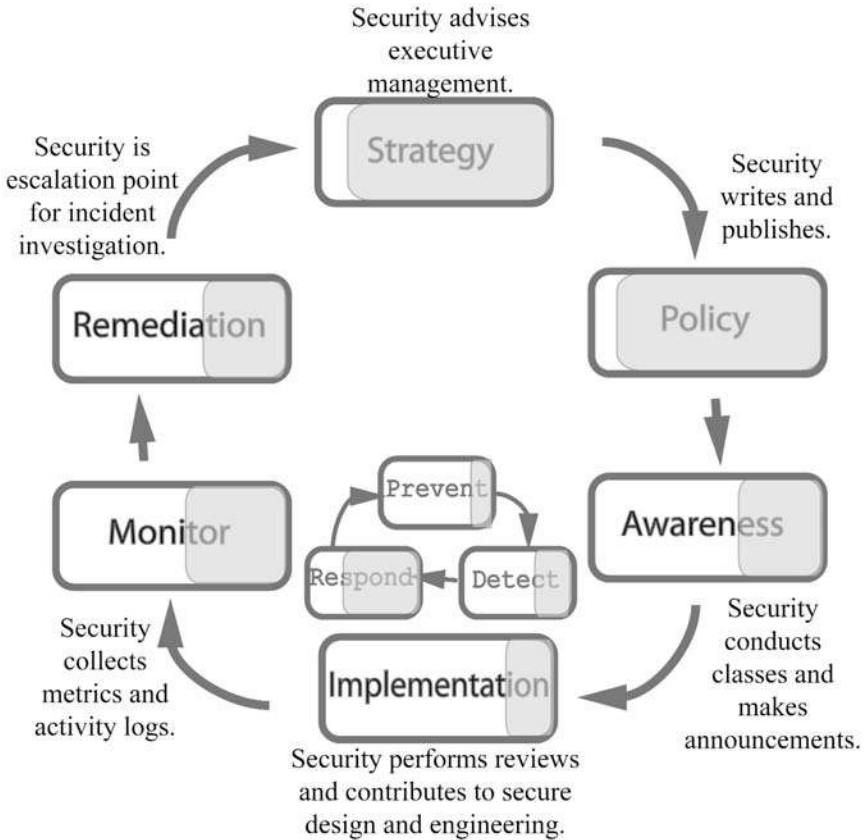 Security advises
executive
management.
Strategy
Security
writes and
publishes.
Policy
Awareness
Security
conducts
classes and
makes
announcements.
Implementation
Security performs reviews
and contributes to secure
design and engineering.
Prevent
Detect
Respond
Monitor
Security
collects
metrics and
activity logs.
Remediation
Security is
escalation point
for incident
investigation.